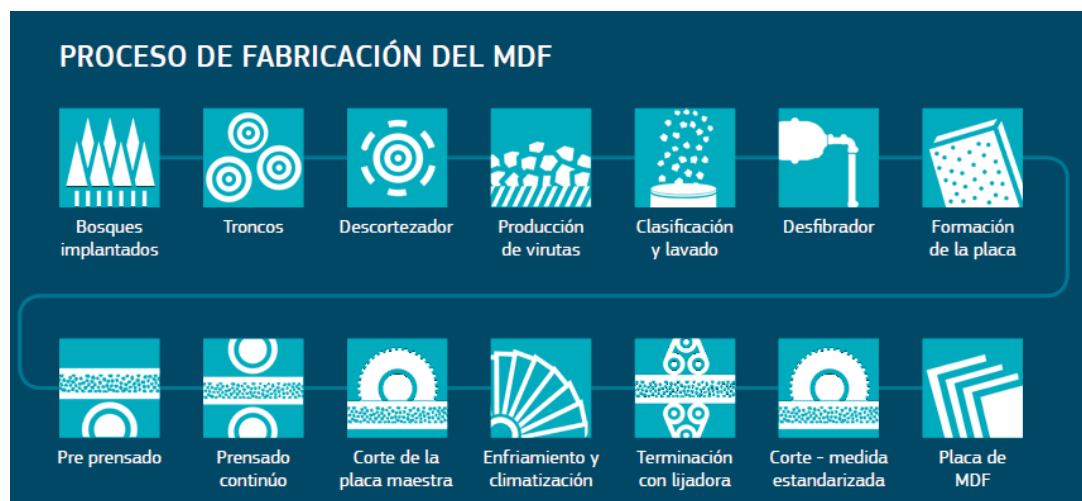 PROCESO DE FABRICACIÓN DEL MDF
Bosques
implantados
Troncos
Descortezador
Producción
de virutas
Clasificación
y lavado
Desfibrador
Formación
de la placa
Pre prensado
Prensado
continúo
Corte de la
placa maestra
Enfriamiento y
climatización
Terminación
con lijadora
Corte - medida
estandarizada
Placa de
MDF